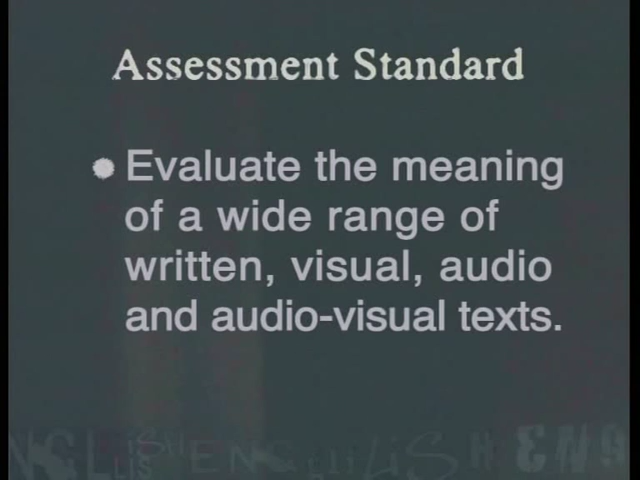 Assessment Standard
Evaluate the meaning
of a wide range of
written, visual, audio
and audio-visual texts.